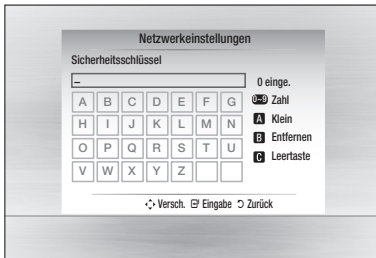 Netzwerkeinstellungen
Sicherheitsschlüssel
_ 0 einge.
A B C D E F G 0~9 Zahl
H I J K L M N A Klein
O P Q R S T U B Entfernen
V W X Y Z C Leertaste
Versch. Eingabe Zurück